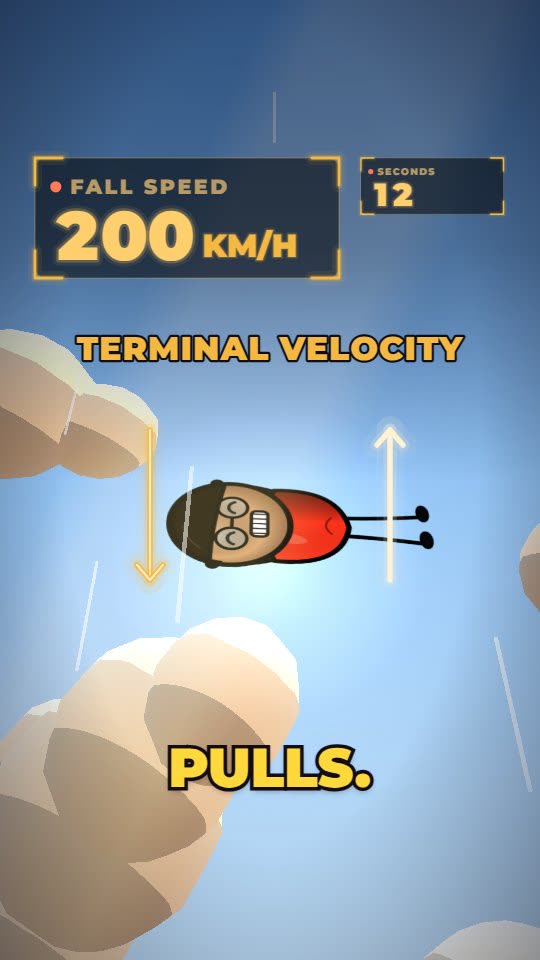 FALL SPEED
200 KM/H
SECONDS
12
TERMINAL VELOCITY
PULLS.